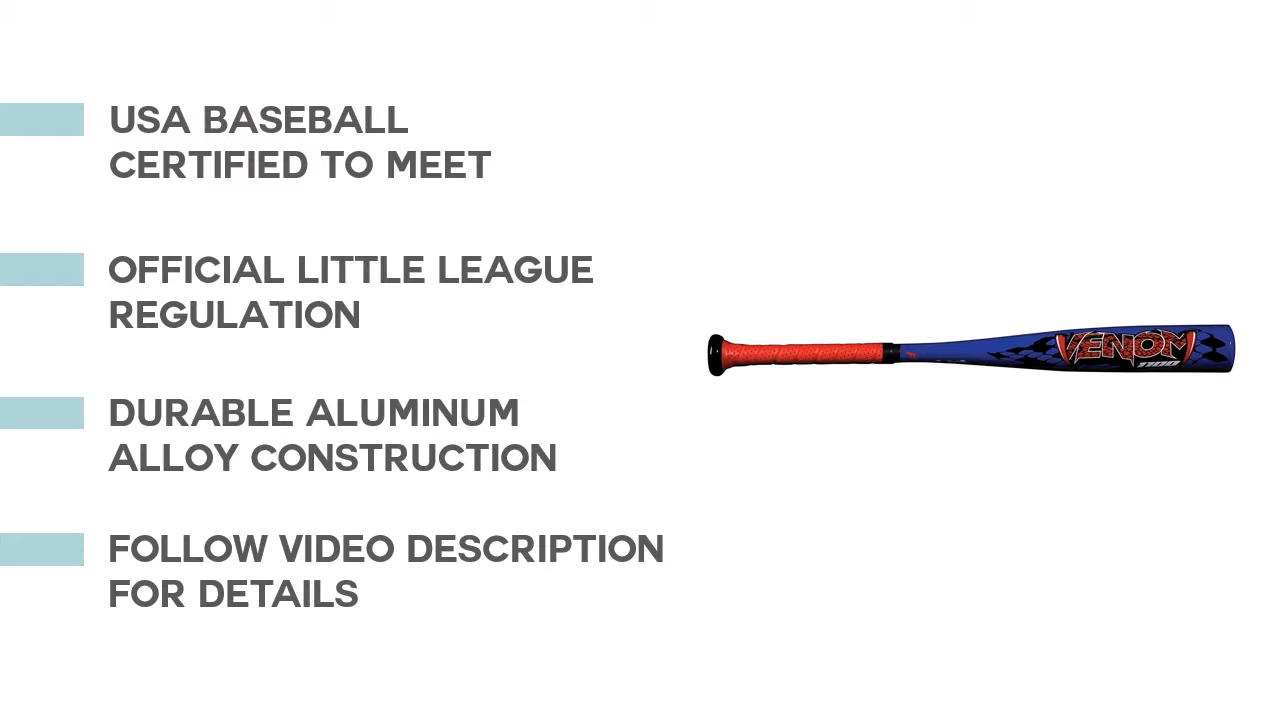 USA BASEBALL
CERTIFIED TO MEET
OFFICIAL LITTLE LEAGUE
REGULATION
DURABLE ALUMINUM
ALLOY CONSTRUCTION
FOLLOW VIDEO DESCRIPTION
FOR DETAILS
VENOM
1100